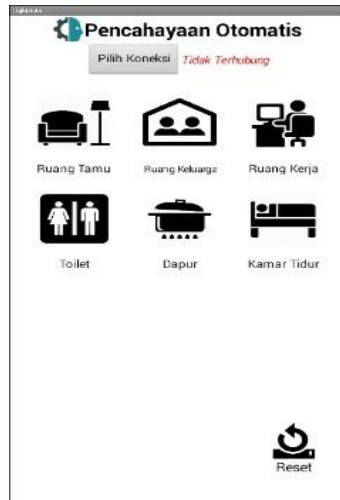 Pencahayaan Otomatis
Pilih Koneksi Tidak Terhubung
Ruang Tamu Ruang Keluarga Ruang Kerja
Toilet Dapur Kamar Tidur
Reset